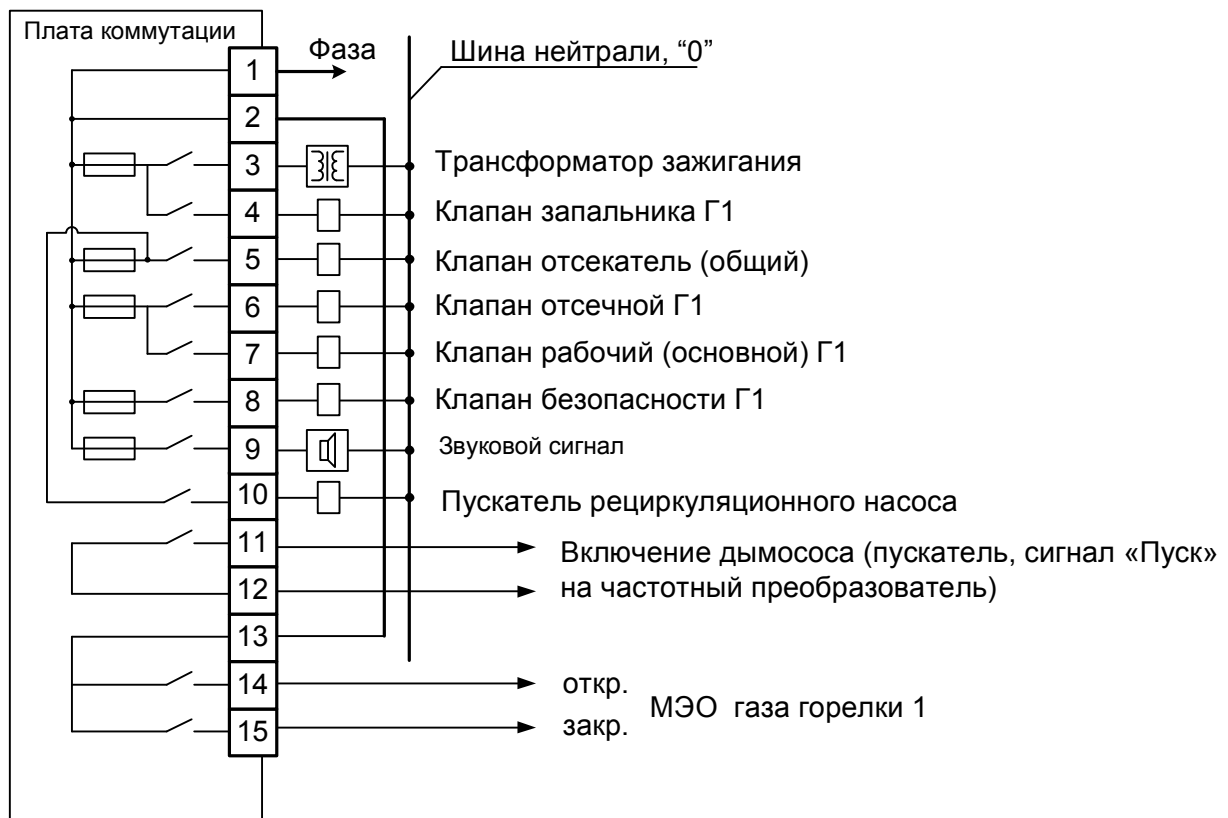 Плата коммутации
Фаза
Шина нейтрали, “0”
1
2
3
Трансформатор зажигания
4
Клапан запальника Г1
5
Клапан отсекатель (общий)
6
Клапан отсечной Г1
7
Клапан рабочий (основной) Г1
8
Клапан безопасности Г1
9
Звуковой сигнал
10
Пускатель рециркуляционного насоса
11
Включение дымососа (пускатель, сигнал «Пуск»
12
на частотный преобразователь)
13
14
откр.
МЭО газа горелки 1
15
закр.